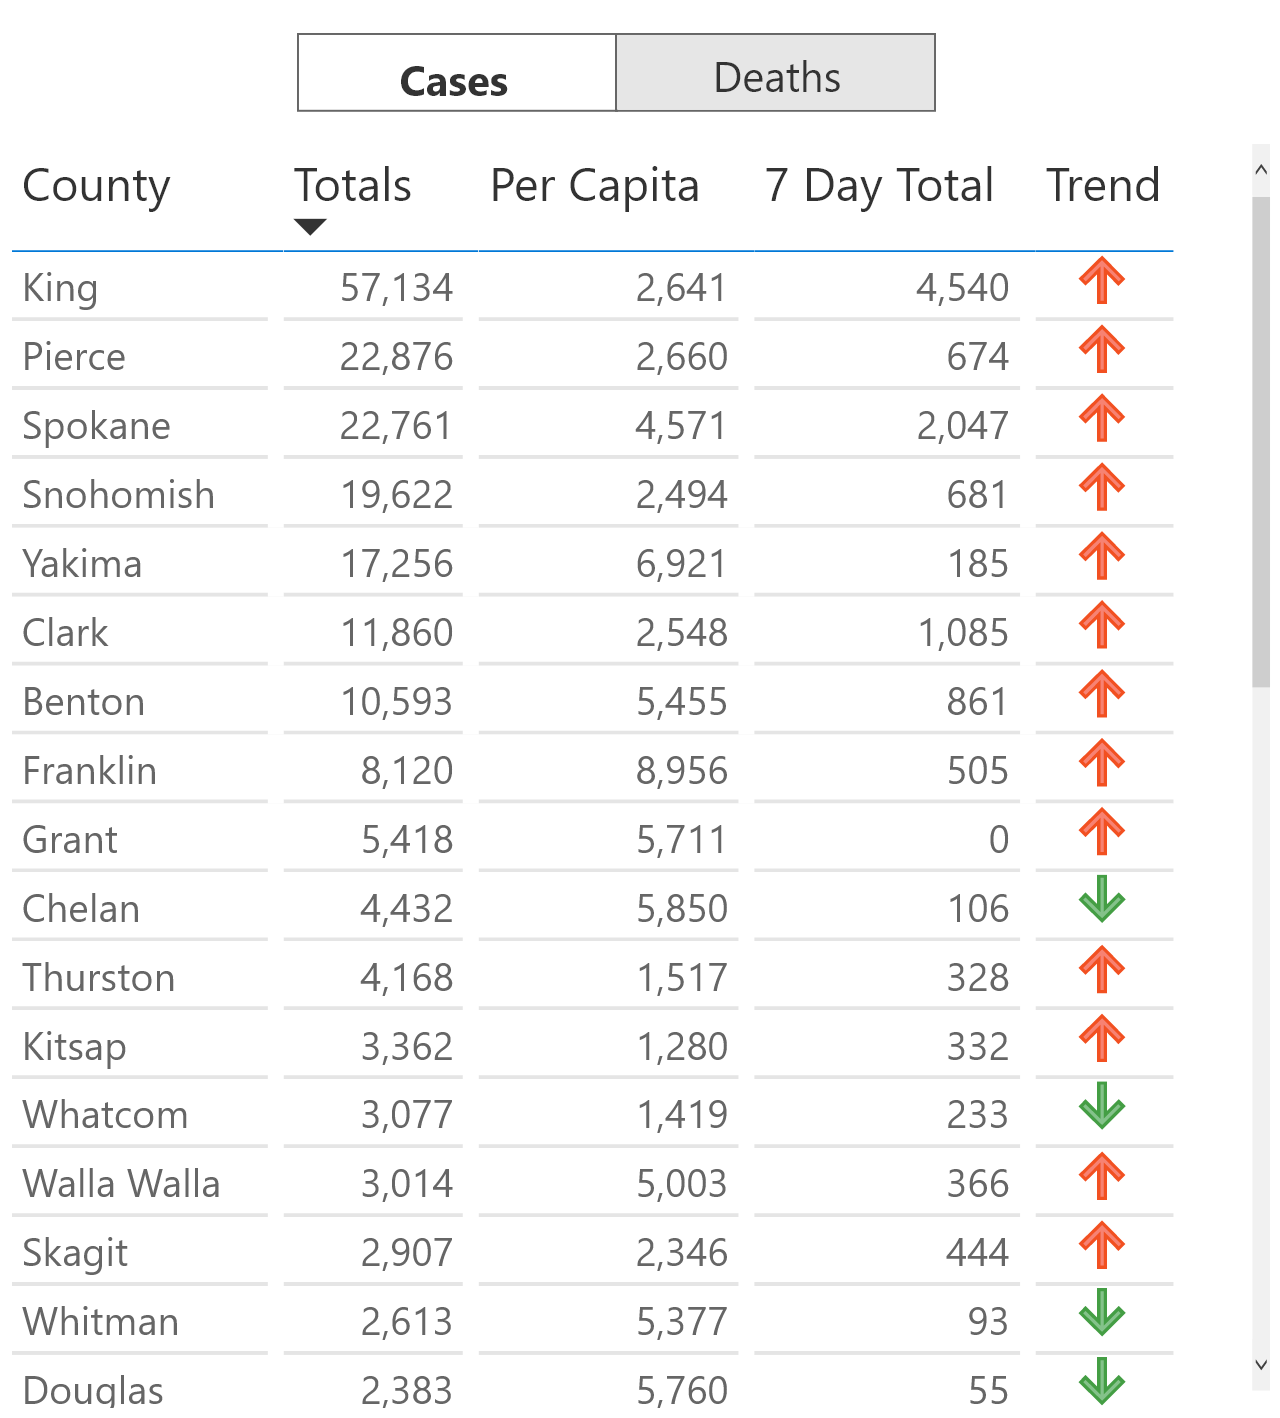 Cases Deaths
County Totals Per Capita 7 Day Total Trend
King 57,134 2,641 4,540
Pierce 22,876 2,660 674
Spokane 22,761 4,571 2,047
Snohomish 19,622 2,494 681
Yakima 17,256 6,921 185
Clark 11,860 2,548 1,085
Benton 10,593 5,455 861
Franklin 8,120 8,956 505
Grant 5,418 5,711 0
Chelan 4,432 5,850 106
Thurston 4,168 1,517 328
Kitsap 3,362 1,280 332
Whatcom 3,077 1,419 233
Walla Walla 3,014 5,003 366
Skagit 2,907 2,346 444
Whitman 2,613 5,377 93
Douglas 2,383 5,760 55